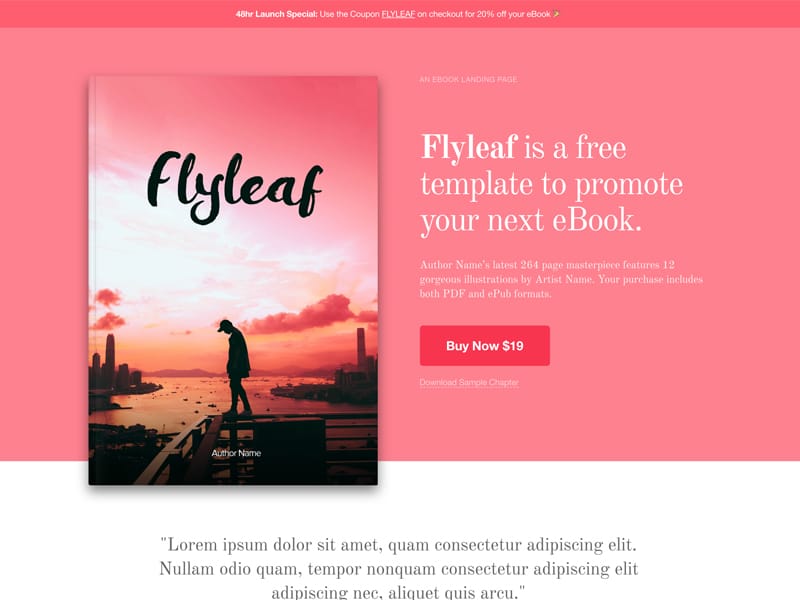 48hr Launch Special: Use the Coupon FLYLEAF on checkout for 20% off your eBook 🎉
Flyleaf
Author Name
AN EBOOK LANDING PAGE
Flyleaf is a free
template to promote
your next eBook.
Author Name's latest 264 page masterpiece features 12
gorgeous illustrations by Artist Name. Your purchase includes
both PDF and ePub formats.
Buy Now $19
Download Sample Chapter
"Lorem ipsum dolor sit amet, quam consectetur adipiscing elit.
Nullam odio quam, tempor nonquam consectetur adipiscing elit
adipiscing nec, aliquet quis arcu."